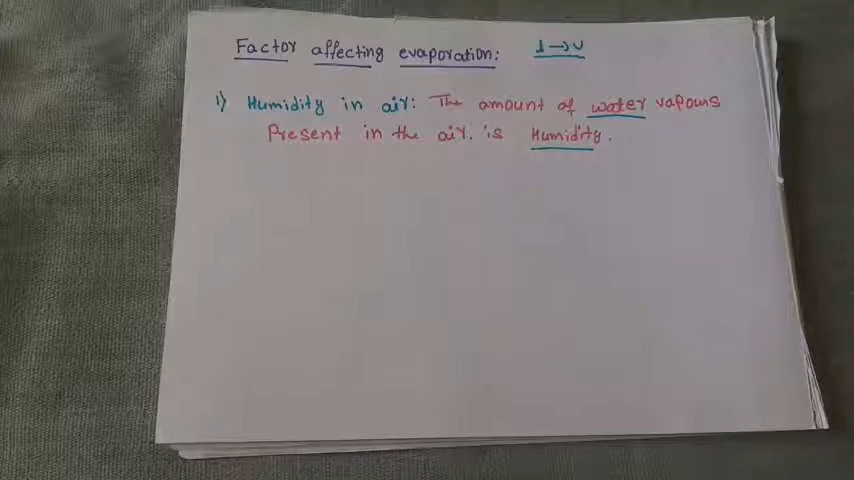 Factor affecting evaporation: l→v
1) Humidity in air: The amount of water vapours
Present in the air. is Humidity.